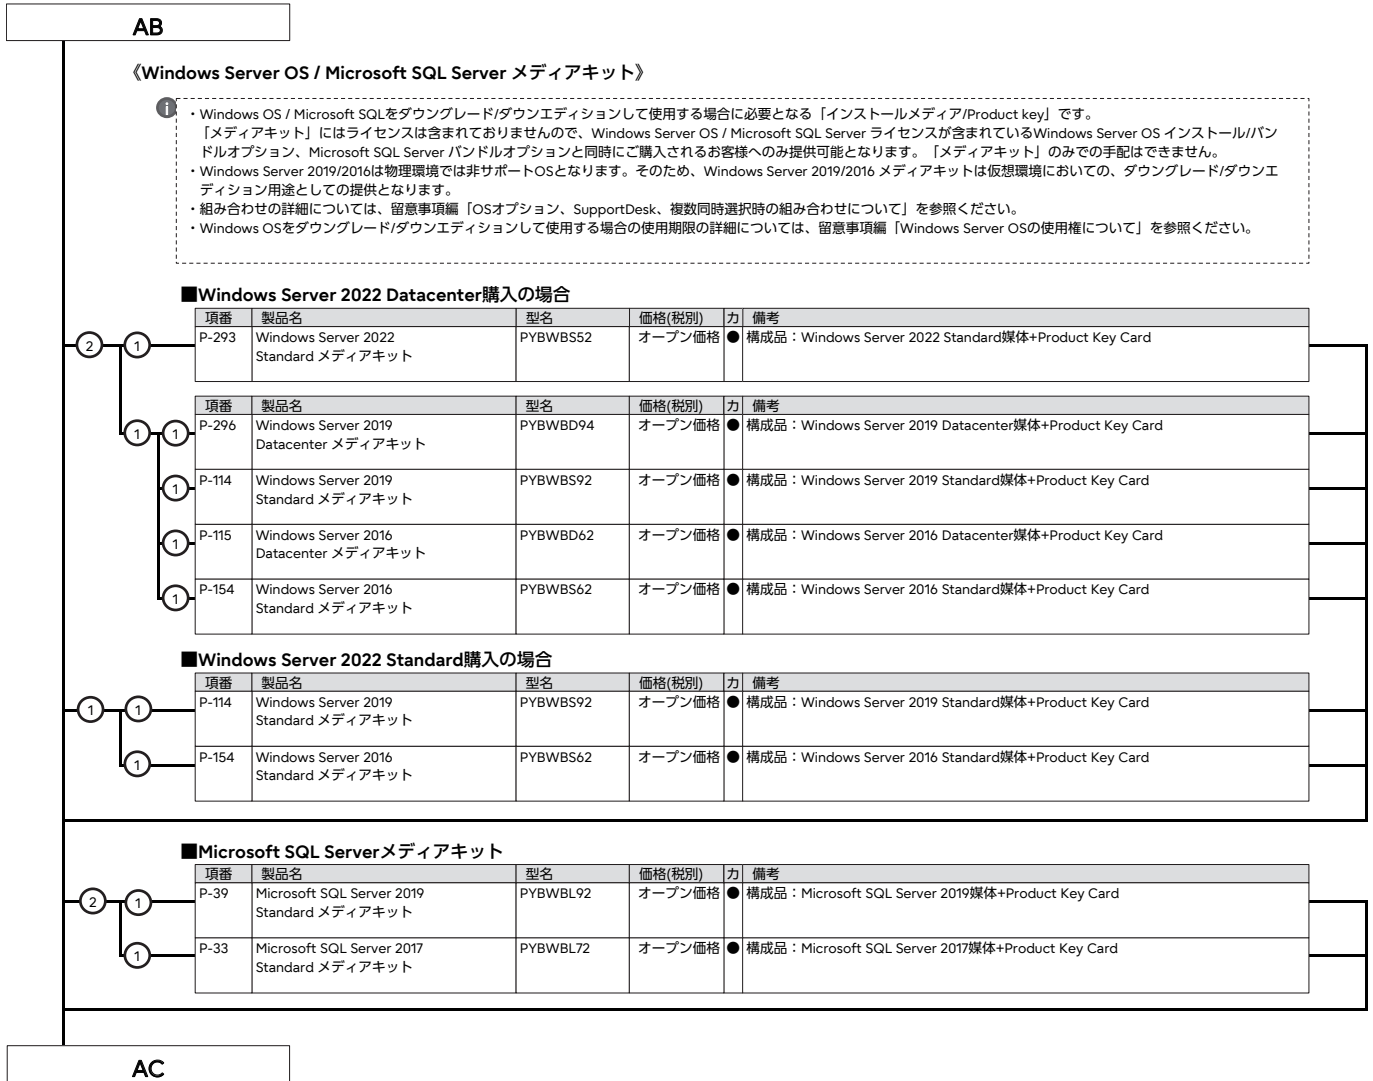 AB
《Windows Server OS / Microsoft SQL Server メディアキット》
i
・Windows OS / Microsoft SQLをダウングレード/ダウンエディションして使用する場合に必要となる「インストールメディア/Product key」です。
「メディアキット」にはライセンスは含まれておりませんので、Windows Server OS / Microsoft SQL Server ライセンスが含まれているWindows Server OS インストール/バン
ドルオプション、Microsoft SQL Server バンドルオプションと同時にご購入されるお客様へのみ提供可能となります。「メディアキット」のみでの手配はできません。
・Windows Server 2019/2016は物理環境では非サポートOSとなります。そのため、Windows Server 2019/2016 メディアキットは仮想環境においての、ダウングレード/ダウンエ
ディション用途としての提供となります。
・組み合わせの詳細については、留意事項編「OSオプション、SupportDesk、複数同時選択時の組み合わせについて」を参照ください。
・Windows OSをダウングレード/ダウンエディションして使用する場合の使用期限の詳細については、留意事項編「Windows Server OSの使用権について」を参照ください。
■Windows Server 2022 Datacenter購入の場合
項番 製品名 型名 価格(税別) カ 備考
2 1 P-293 Windows Server 2022 PYBWBS52 オープン価格 ● 構成品：Windows Server 2022 Standard媒体+Product Key Card
Standard メディアキット
項番 製品名 型名 価格(税別) カ 備考
1 1 P-296 Windows Server 2019 PYBWBD94 オープン価格 ● 構成品：Windows Server 2019 Datacenter媒体+Product Key Card
Datacenter メディアキット
1 P-114 Windows Server 2019 PYBWBS92 オープン価格 ● 構成品：Windows Server 2019 Standard媒体+Product Key Card
Standard メディアキット
1 P-115 Windows Server 2016 PYBWBD62 オープン価格 ● 構成品：Windows Server 2016 Datacenter媒体+Product Key Card
Datacenter メディアキット
1 P-154 Windows Server 2016 PYBWBS62 オープン価格 ● 構成品：Windows Server 2016 Standard媒体+Product Key Card
Standard メディアキット
■Windows Server 2022 Standard購入の場合
項番 製品名 型名 価格(税別) カ 備考
1 1 P-114 Windows Server 2019 PYBWBS92 オープン価格 ● 構成品：Windows Server 2019 Standard媒体+Product Key Card
Standard メディアキット
1 P-154 Windows Server 2016 PYBWBS62 オープン価格 ● 構成品：Windows Server 2016 Standard媒体+Product Key Card
Standard メディアキット
■Microsoft SQL Serverメディアキット
項番 製品名 型名 価格(税別) カ 備考
2 1 P-39 Microsoft SQL Server 2019 PYBWBL92 オープン価格 ● 構成品：Microsoft SQL Server 2019媒体+Product Key Card
Standard メディアキット
1 P-33 Microsoft SQL Server 2017 PYBWBL72 オープン価格 ● 構成品：Microsoft SQL Server 2017媒体+Product Key Card
Standard メディアキット
AC